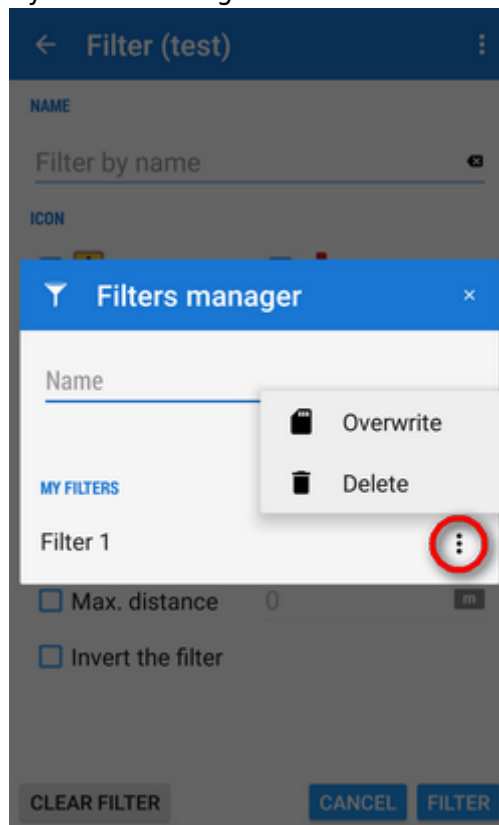 Filter (test)
NAME
Filter by name
ICON
Filters manager
Name
Overwrite
Delete
MY FILTERS
Filter 1
Max. distance 0 m
Invert the filter
CLEAR FILTER CANCEL FILTER